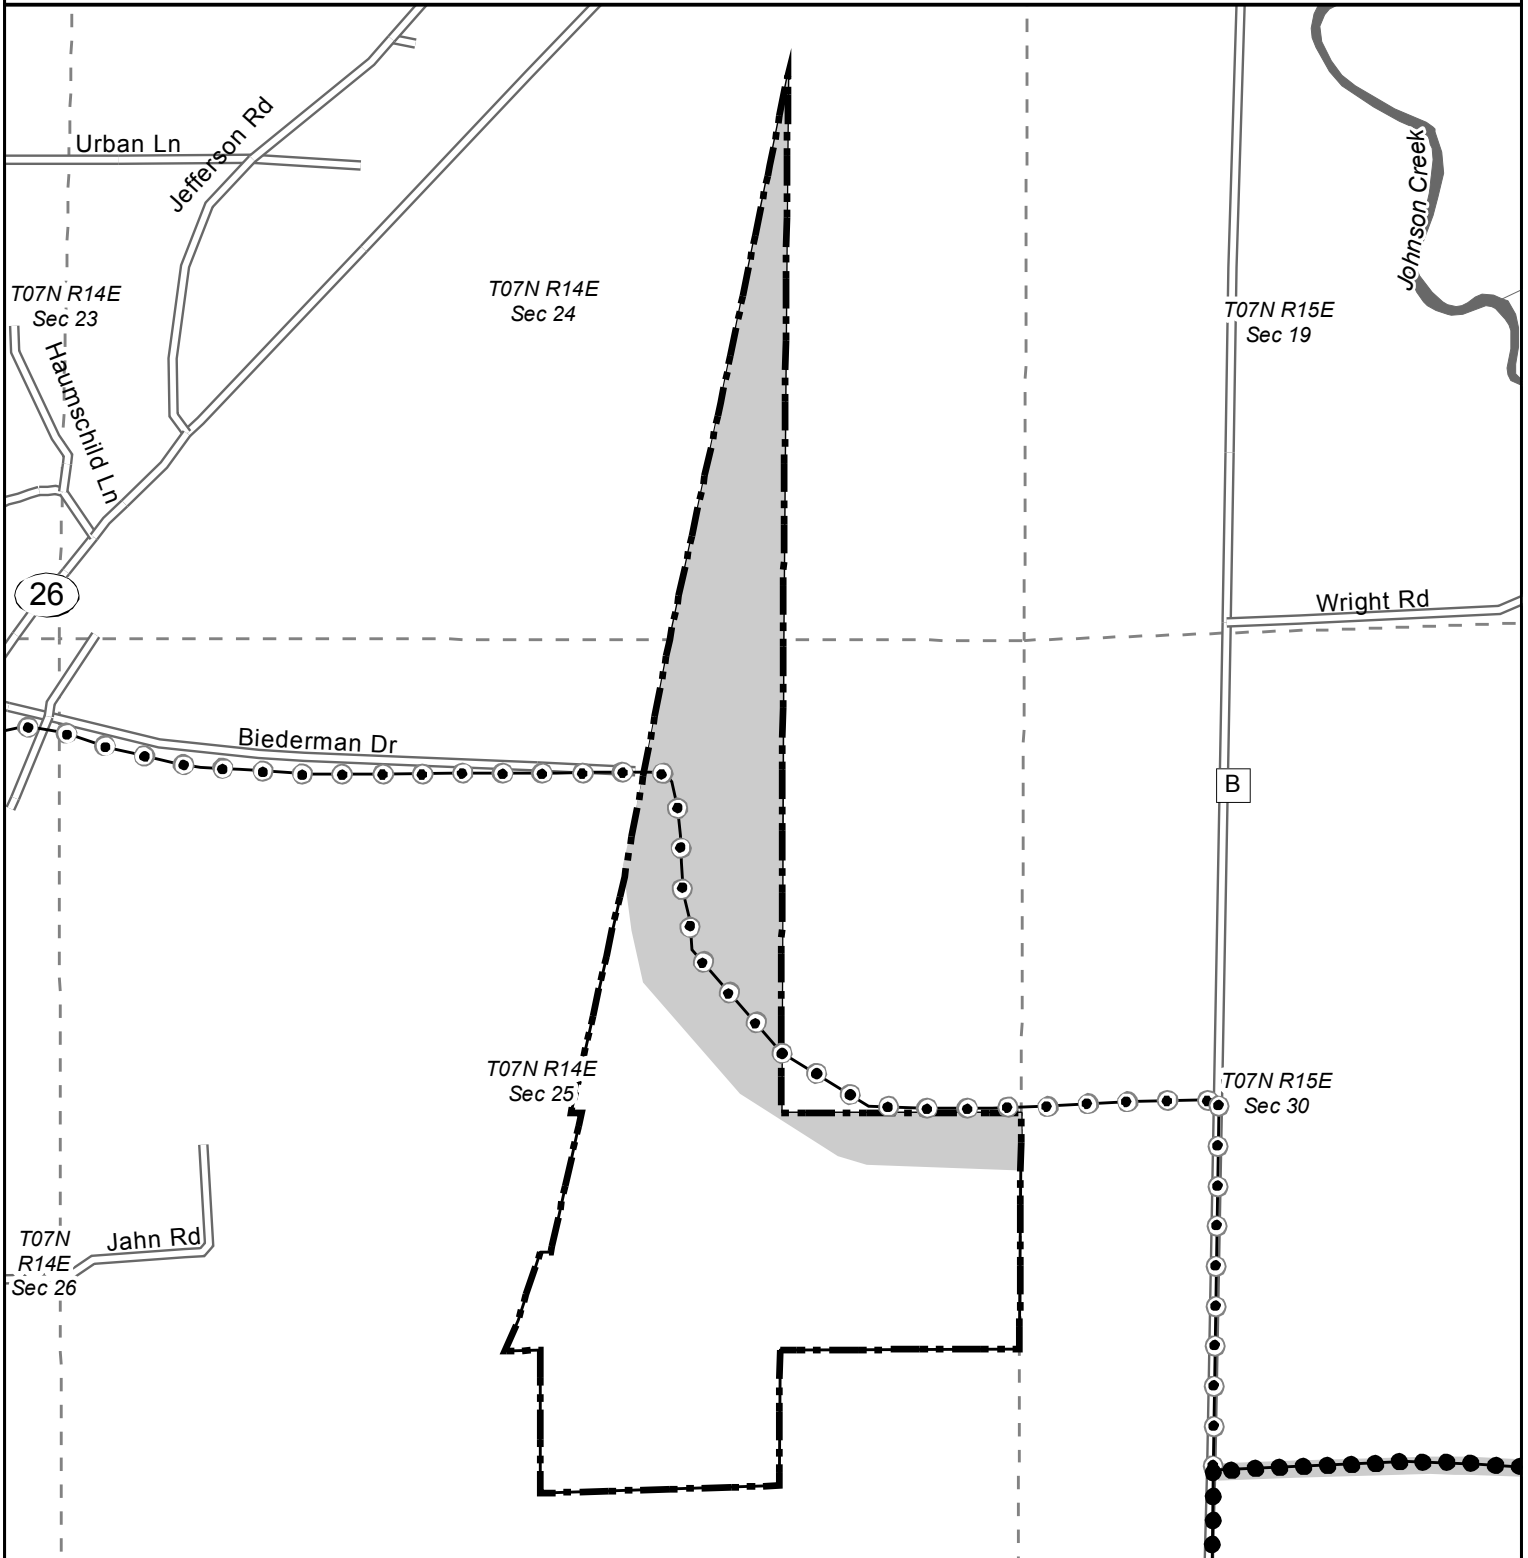 Urban Ln
Jefferson Rd
Johnson Creek
T07N R14E
Sec 23
T07N R14E
Sec 24
T07N R15E
Sec 19
Haumschild Ln
26
Wright Rd
Biederman Dr
B
T07N R14E
Sec 25
T07N R15E
Sec 30
T07N
R14E
Sec 26
Jahn Rd